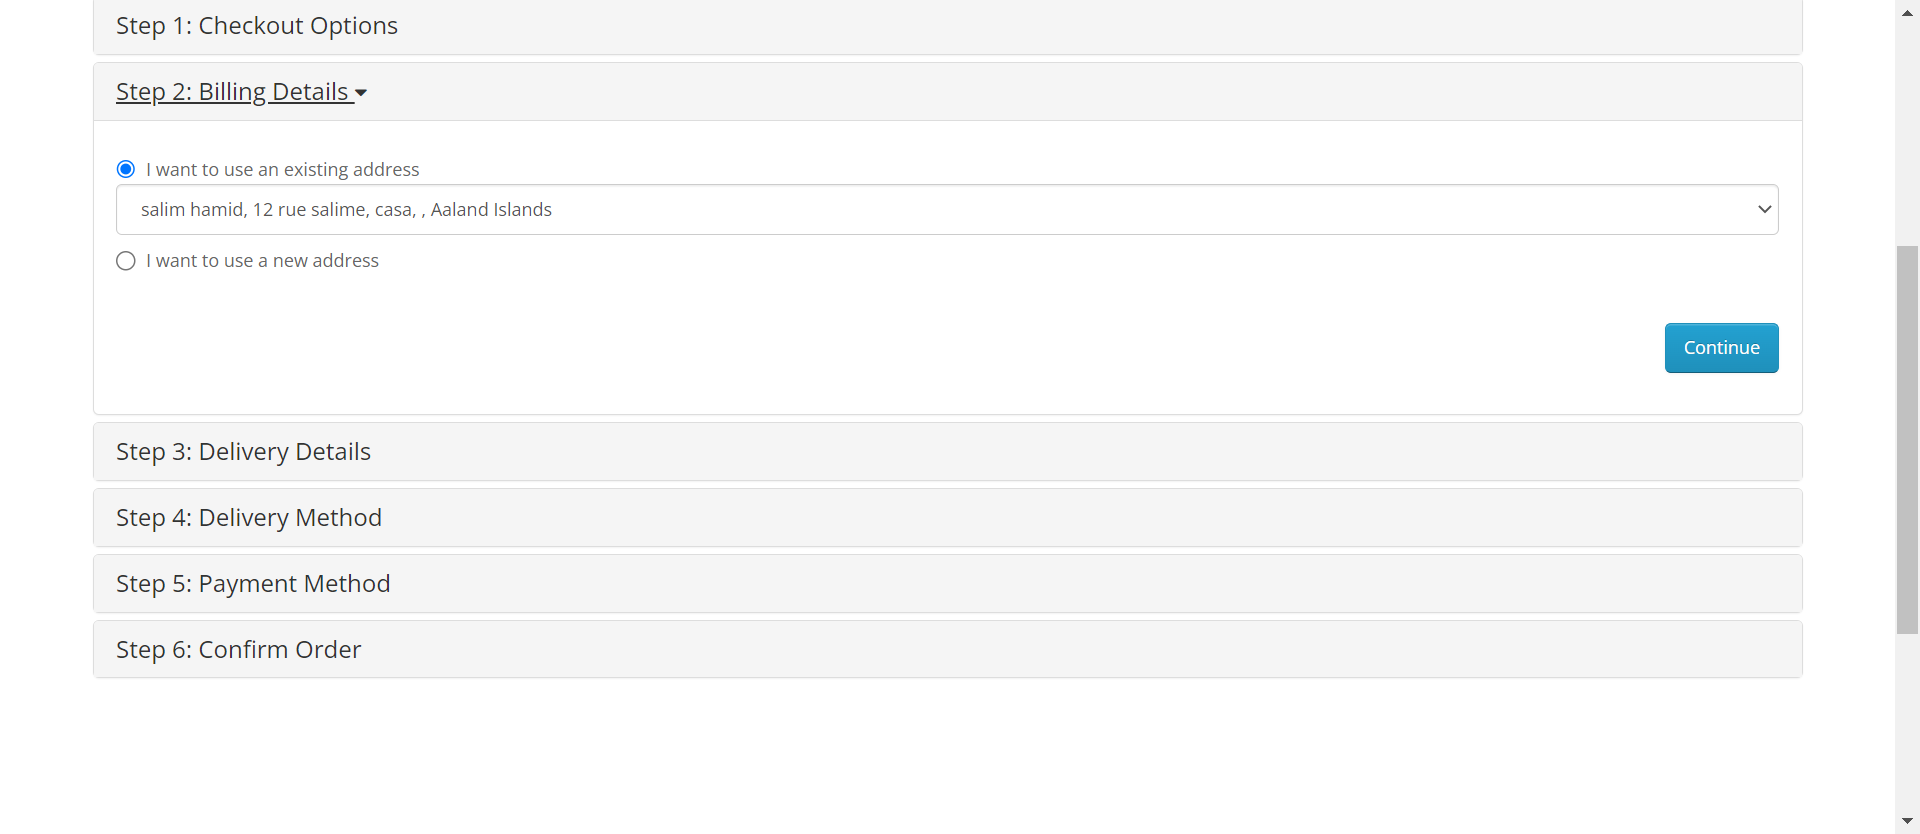 Step 1: Checkout Options
Step 2: Billing Details
I want to use an existing address
salim hamid, 12 rue salime, casa, , Aaland Islands
I want to use a new address
Continue
Step 3: Delivery Details
Step 4: Delivery Method
Step 5: Payment Method
Step 6: Confirm Order